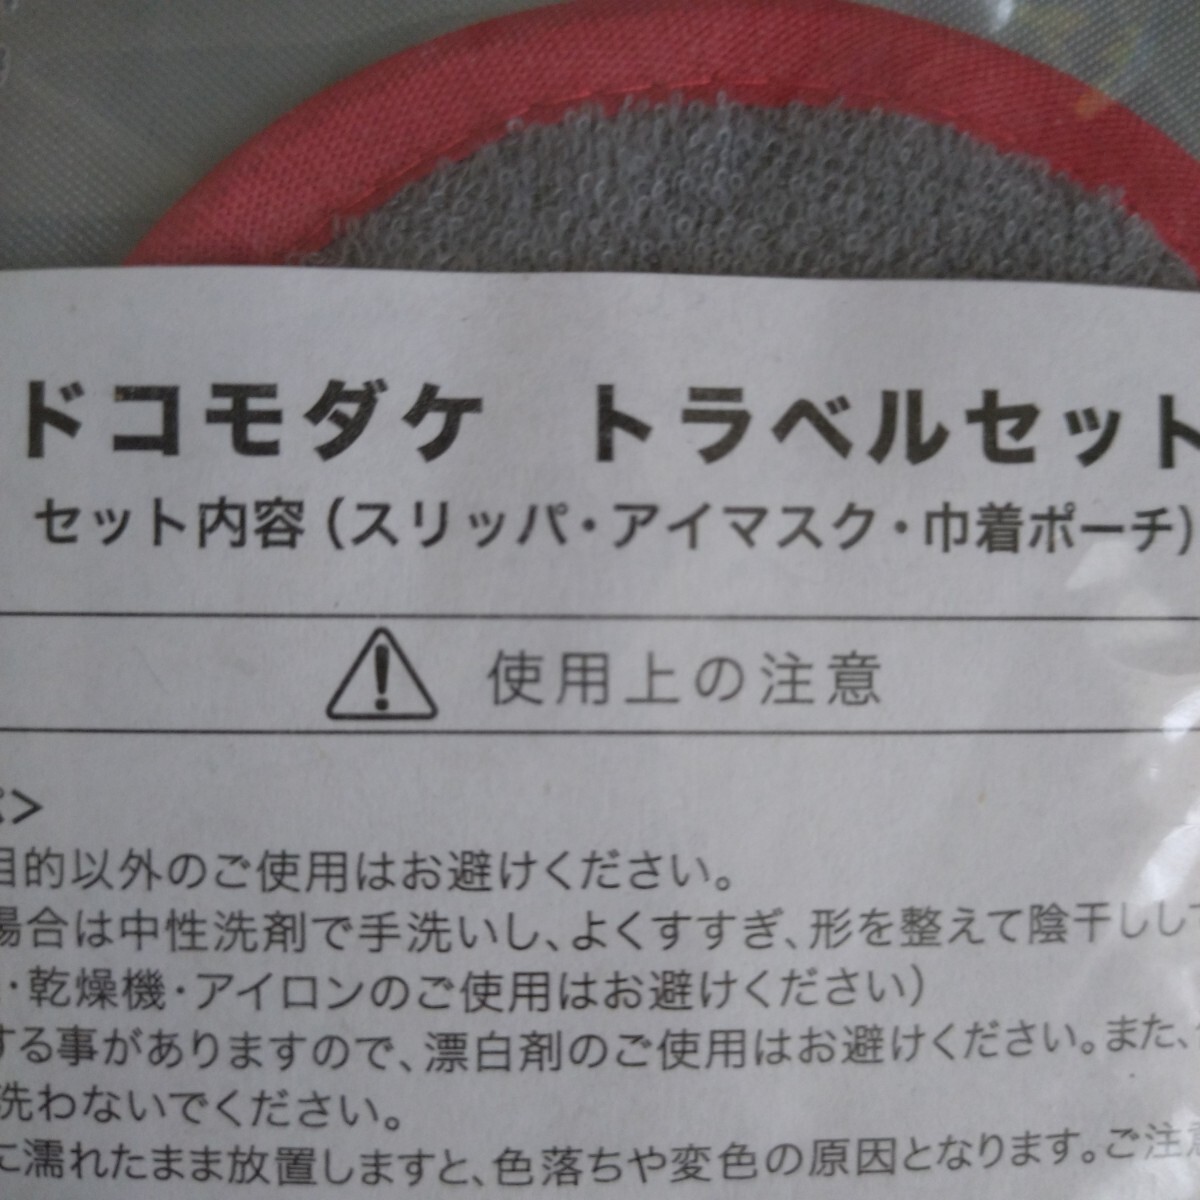 ドコモダケ　トラベルセット
セット内容（スリッパ・アイマスク・巾着ポーチ）
使用上の注意
パ＞
目的以外のご使用はお避けください。
場合は中性洗剤で手洗いし、よくすすぎ、形を整えて陰干しし
・乾燥機・アイロンのご使用はお避けください）
する事がありますので、漂白剤のご使用はお避けください。また、
洗わないでください。
に濡れたまま放置しますと、色落ちや変色の原因となります。ご注意